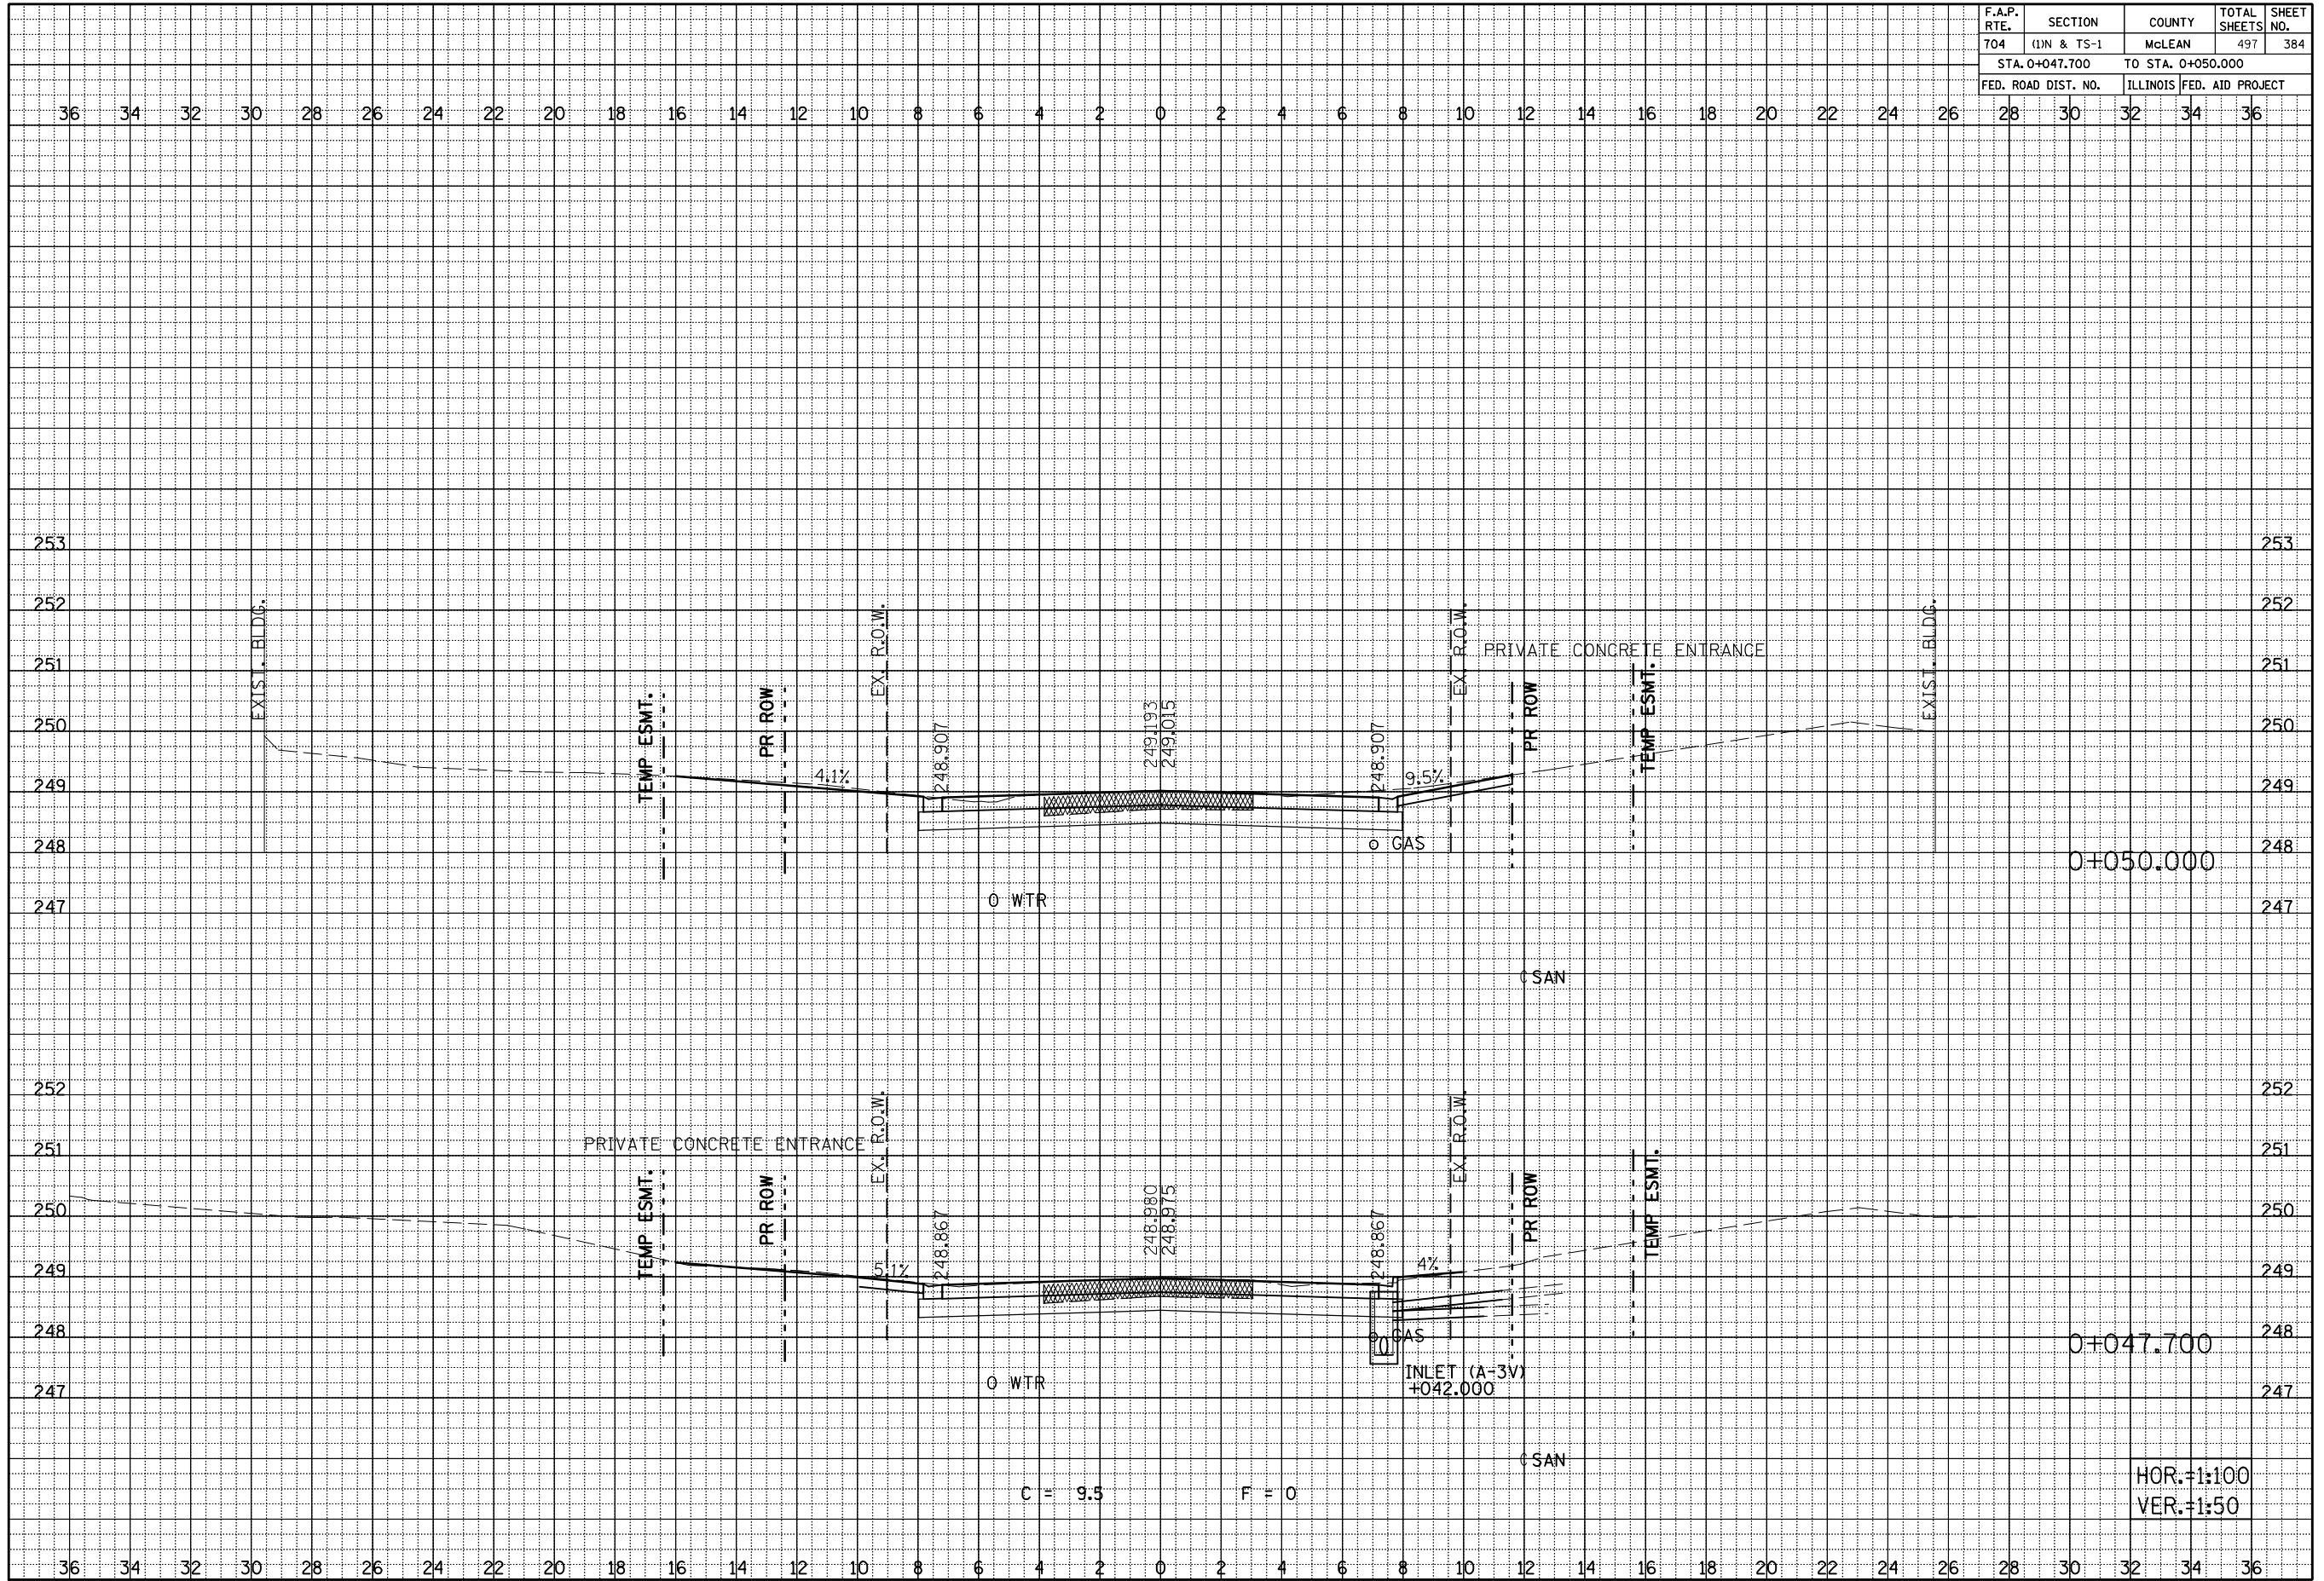 F.A.P. RTE. SECTION COUNTY TOTAL SHEETS SHEET NO.
704 (1)N & TS-1 McLEAN 497 384
STA. 0+047.700 TO STA. 0+050.000
FED. ROAD DIST. NO. ILLINOIS FED. AID PROJECT
36 34 32 30 28 26 24 22 20 18 16 14 12 10 8 6 4 2 0 2 4 6 8 10 12 14 16 18 20 22 24 26 28 30 32 34 36
253 253
252 252
251 251
250 250
249 249
248 248
247 247
EXIST. BLDG.
TEMP ESMT.
PR ROW
EX. R.O.W.
4.1%
248.907
249.193
249.015
248.907
9.5%
EX. R.O.W.
PRIVATE CONCRETE ENTRANCE
PR ROW
TEMP ESMT.
EXIST. BLDG.
GAS
WTR
SAN
0+050.000
252 252
251 251
250 250
249 249
248 248
247 247
PRIVATE CONCRETE ENTRANCE
TEMP ESMT.
PR ROW
EX. R.O.W.
5.1%
248.867
248.980
248.975
248.867
4%
EX. R.O.W.
PR ROW
TEMP ESMT.
GAS
INLET (A-3V)
+042.000
WTR
SAN
0+047.700
C = 9.5 F = 0
HOR.=1:100
VER.=1:50
36 34 32 30 28 26 24 22 20 18 16 14 12 10 8 6 4 2 0 2 4 6 8 10 12 14 16 18 20 22 24 26 28 30 32 34 36